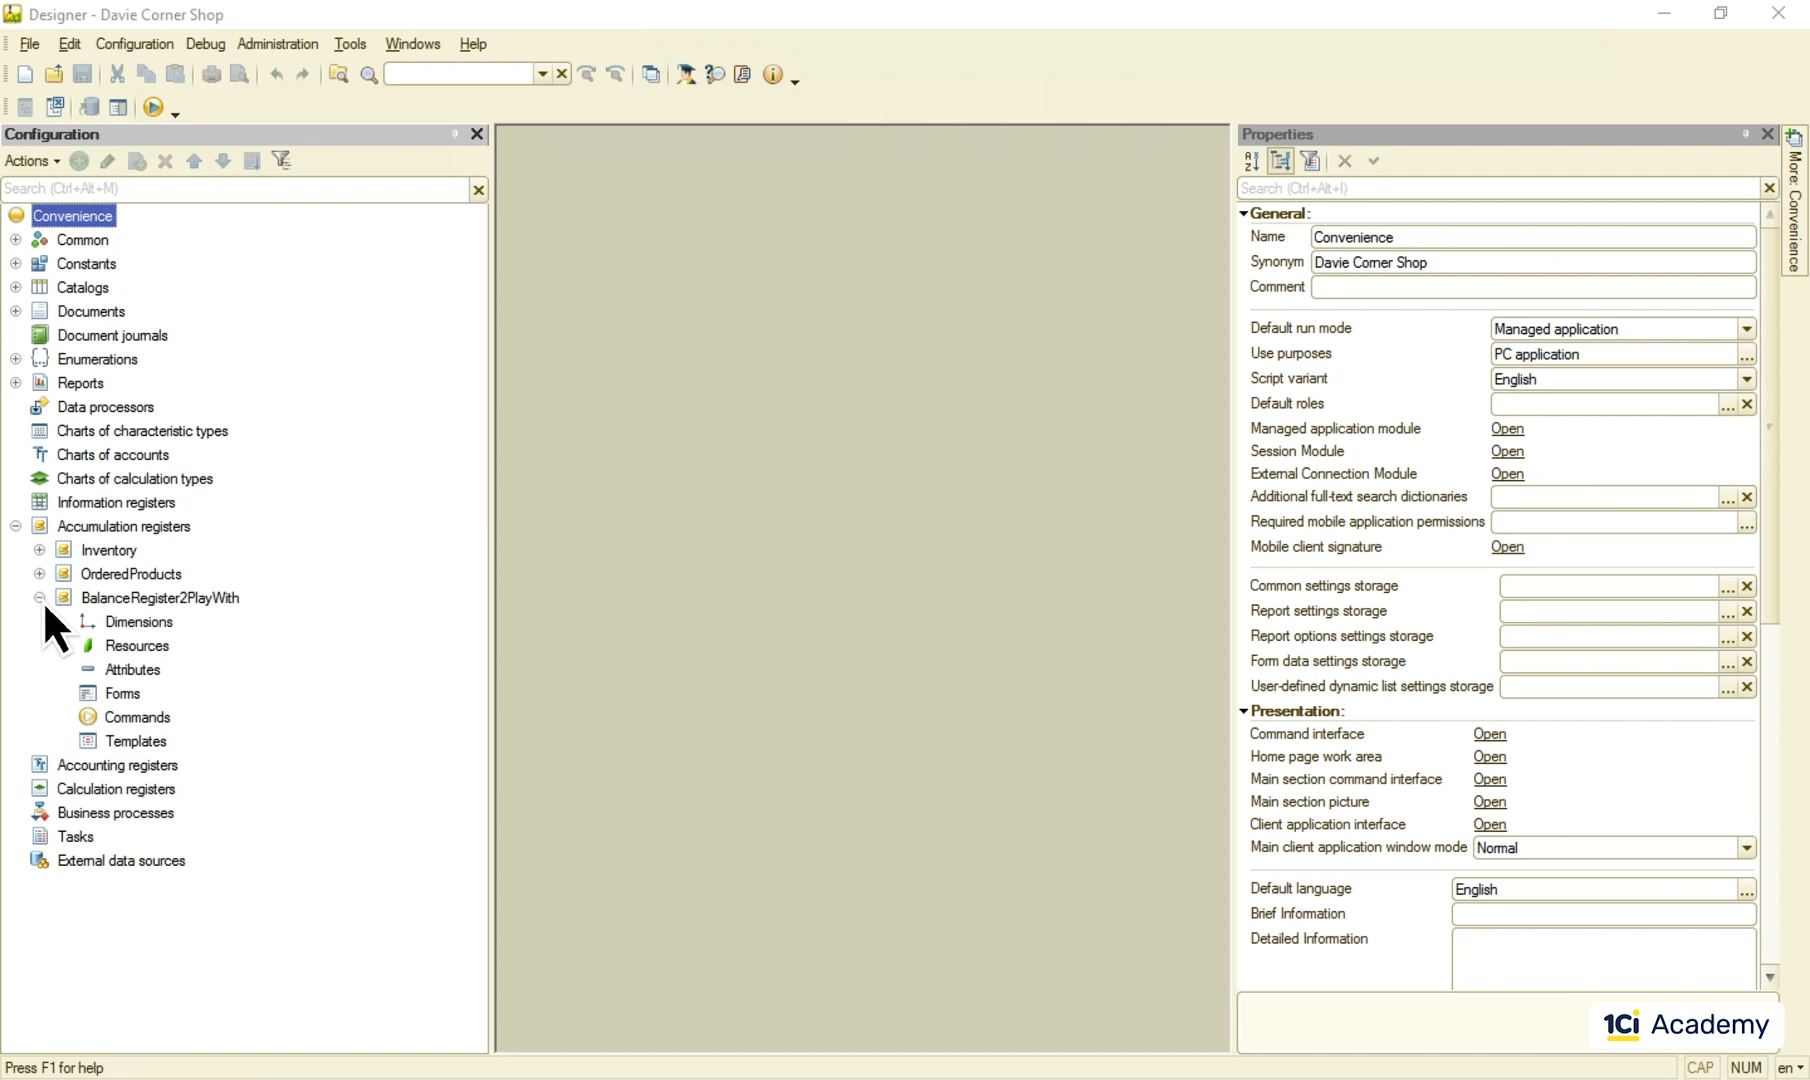 Designer - Davie Corner Shop
File Edit Configuration Debug Administration Tools Windows Help
Configuration
Actions
Search (Ctrl+Alt+M)
Convenience
Common
Constants
Catalogs
Documents
Document journals
Enumerations
Reports
Data processors
Charts of characteristic types
Charts of accounts
Charts of calculation types
Information registers
Accumulation registers
Inventory
OrderedProducts
BalanceRegister2PlayWith
Dimensions
Resources
Attributes
Forms
Commands
Templates
Accounting registers
Calculation registers
Business processes
Tasks
External data sources
Properties
Search (Ctrl+Alt+I)
General:
Name Convenience
Synonym Davie Corner Shop
Comment
Default run mode Managed application
Use purposes PC application ...
Script variant English
Default roles ...
Managed application module Open
Session Module Open
External Connection Module Open
Additional full-text search dictionaries ...
Required mobile application permissions ...
Mobile client signature Open
Common settings storage ...
Report settings storage ...
Report options settings storage ...
Form data settings storage ...
User-defined dynamic list settings storage ...
Presentation:
Command interface Open
Home page work area Open
Main section command interface Open
Main section picture Open
Client application interface Open
Main client application window mode Normal
Default language English ...
Brief Information
Detailed Information
More: Convenience
1Ci Academy
Press F1 for help
CAP NUM en